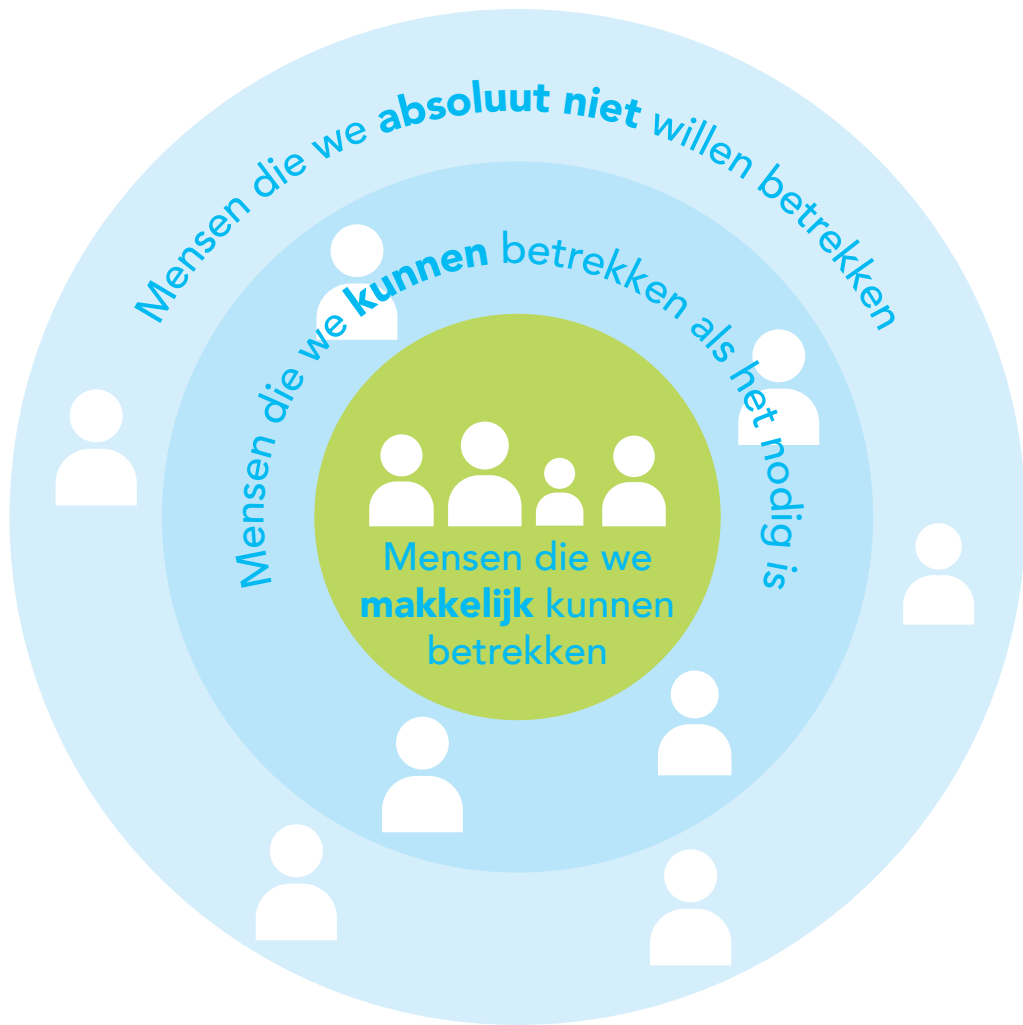 Mensen die we absoluut niet willen betrekken
Mensen die we kunnen betrekken als het nodig is
Mensen die we
makkelijk kunnen
betrekken